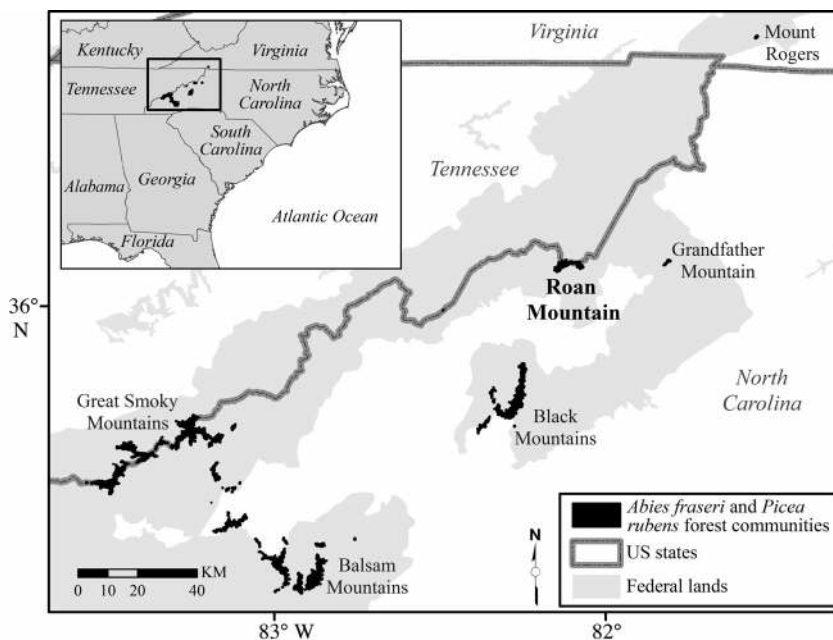 Kentucky
Virginia
Tennessee
North
Carolina
South
Carolina
Alabama
Georgia
Atlantic Ocean
Florida
Virginia
Mount
Rogers
Tennessee
Grandfather
Mountain
Roan
Mountain
36°
N
North
Carolina
Great Smoky
Mountains
Black
Mountains
Balsam
Mountains
N
Abies fraseri and Picea
rubens forest communities
US states
Federal lands
KM
0 10 20 40
83° W
82°